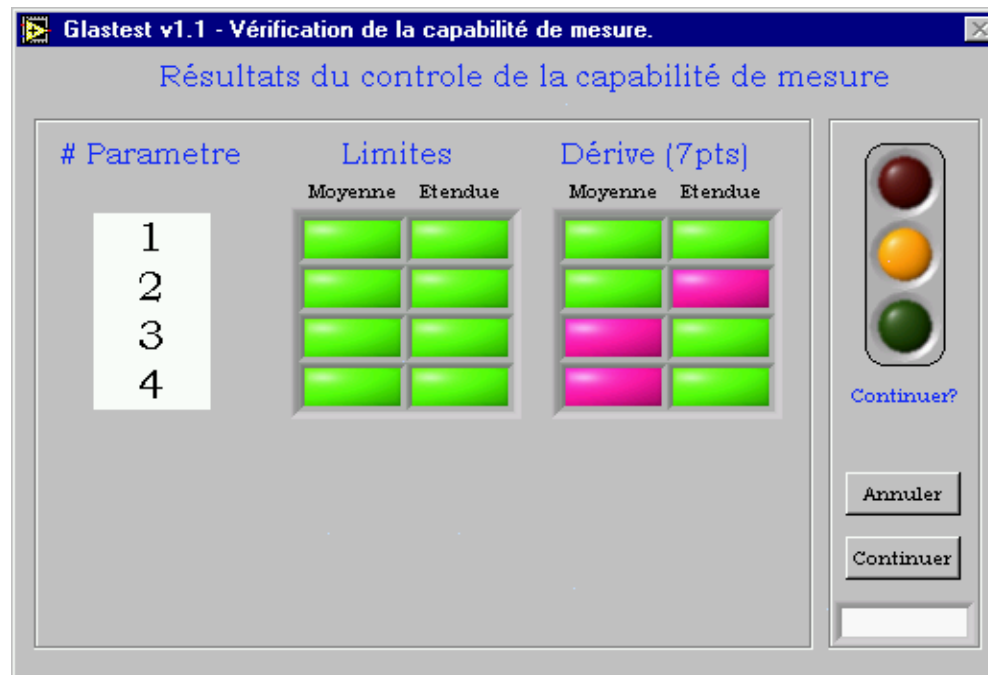 Glastest v1.1 - Vérification de la capabilité de mesure.
Résultats du controle de la capabilité de mesure
# Parametre Limites Dérive (7pts)
Moyenne Etendue Moyenne Etendue
1
2
3
4
Continuer?
Annuler
Continuer